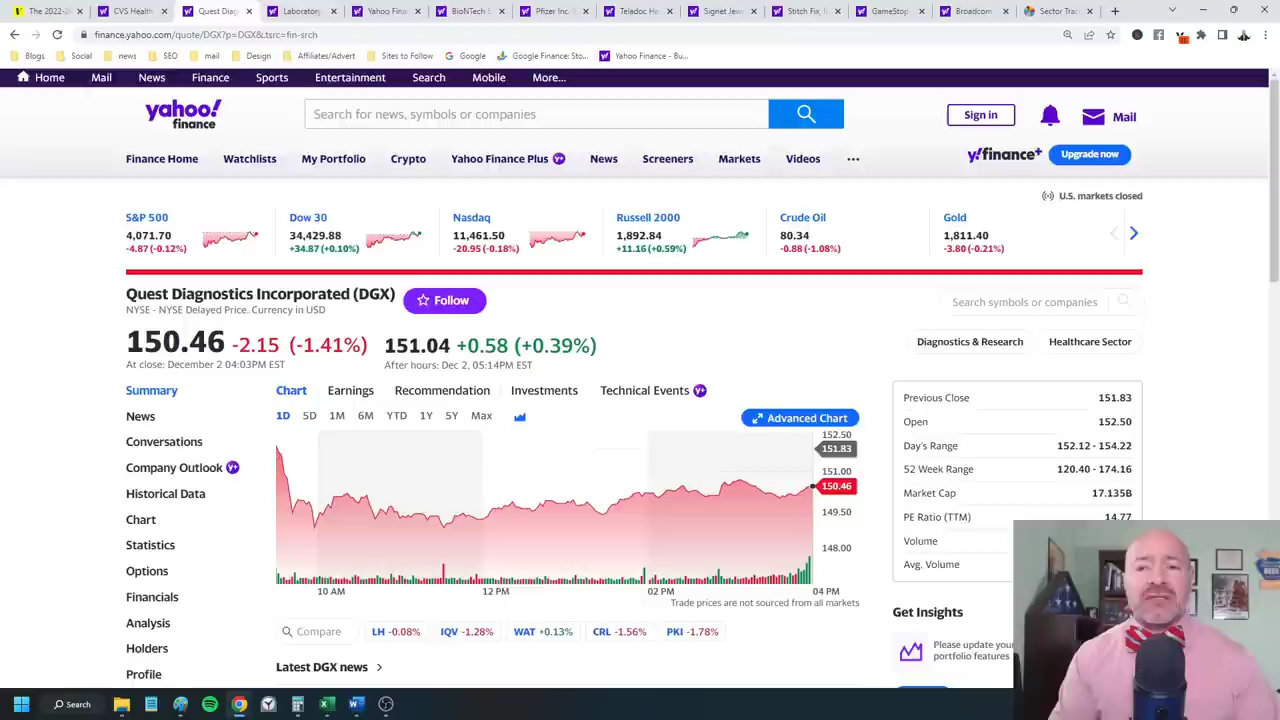 The 2022-2
CVS Health
Quest Diag
Laboratory
Yahoo Fina
BioNTech S
Pfizer Inc. (
Teladoc He
Signet Jewe
Stitch Fix, I
GameStop
Broadcom
Sector Trac
finance.yahoo.com/quote/DGX?p=DGX&.tsrc=fin-srch
Blogs Social news SEO mail Design Affiliates/Advert Sites to Follow Google Google Finance: Sto... Yahoo Finance - Bu...
Home Mail News Finance Sports Entertainment Search Mobile More...
yahoo!
finance
Search for news, symbols or companies
Sign in
Mail
Finance Home Watchlists My Portfolio Crypto Yahoo Finance Plus Y+ News Screeners Markets Videos ...
y!finance+ Upgrade now
U.S. markets closed
S&P 500
4,071.70
-4.87 (-0.12%)
Dow 30
34,429.88
+34.87 (+0.10%)
Nasdaq
11,461.50
-20.95 (-0.18%)
Russell 2000
1,892.84
+11.16 (+0.59%)
Crude Oil
80.34
-0.88 (-1.08%)
Gold
1,811.40
-3.80 (-0.21%)
Quest Diagnostics Incorporated (DGX)
Follow
NYSE - NYSE Delayed Price. Currency in USD
150.46 -2.15 (-1.41%)
At close: December 2 04:03PM EST
151.04 +0.58 (+0.39%)
After hours: Dec 2, 05:14PM EST
Search symbols or companies
Diagnostics & Research
Healthcare Sector
Summary
News
Conversations
Company Outlook Y+
Historical Data
Chart
Statistics
Options
Financials
Analysis
Holders
Profile
Chart Earnings Recommendation Investments Technical Events Y+
1D 5D 1M 6M YTD 1Y 5Y Max
Advanced Chart
152.50
151.83
151.00
150.46
149.50
148.00
10 AM 12 PM 02 PM 04 PM
Trade prices are not sourced from all markets
Compare
LH -0.08%
IQV -1.28%
WAT +0.13%
CRL -1.56%
PKI -1.78%
Latest DGX news
Previous Close 151.83
Open 152.50
Day's Range 152.12 - 154.22
52 Week Range 120.40 - 174.16
Market Cap 17.135B
PE Ratio (TTM) 14.77
Volume
Avg. Volume
Get Insights
Please update your
portfolio features
Search